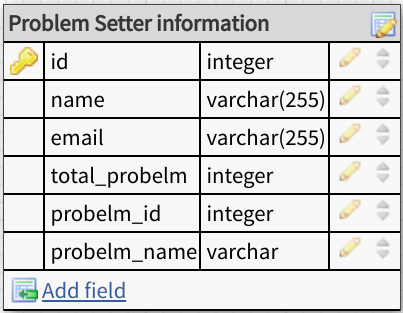 Problem Setter information
id integer
name varchar(255)
email varchar(255)
total_probelm integer
probelm_id integer
probelm_name varchar
Add field